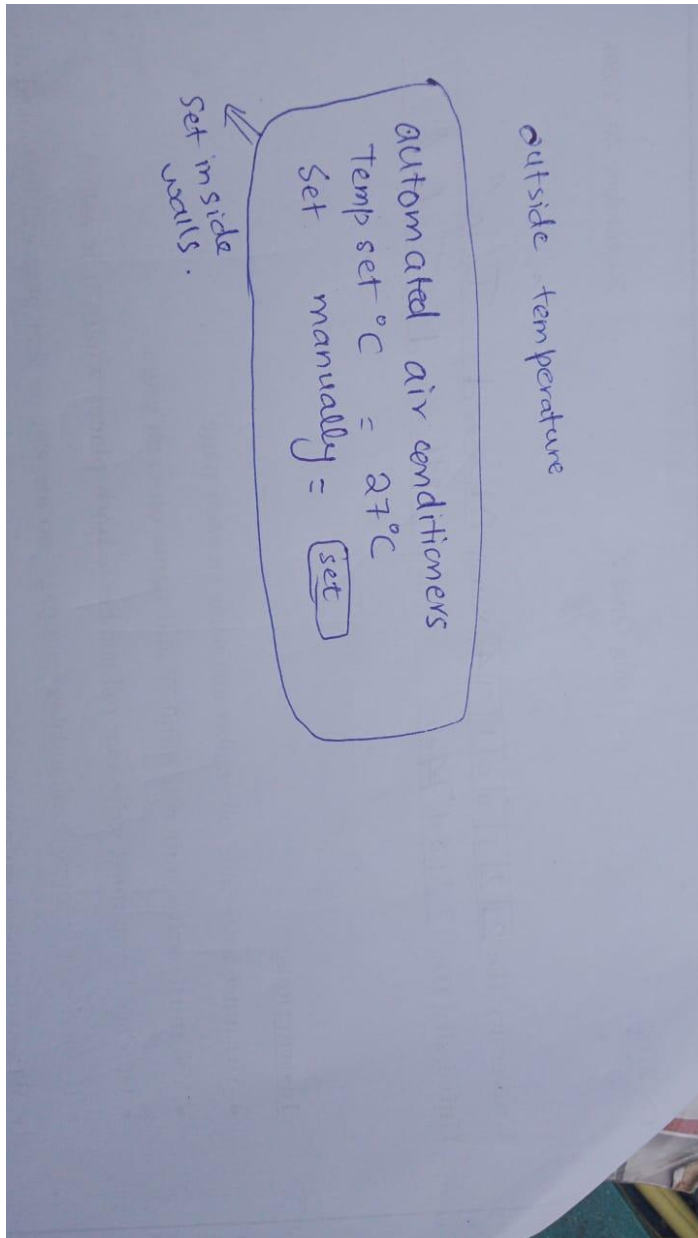 outside temperature
automated air conditioners
Temp set °C = 27°C
Set manually = set
set inside
walls.